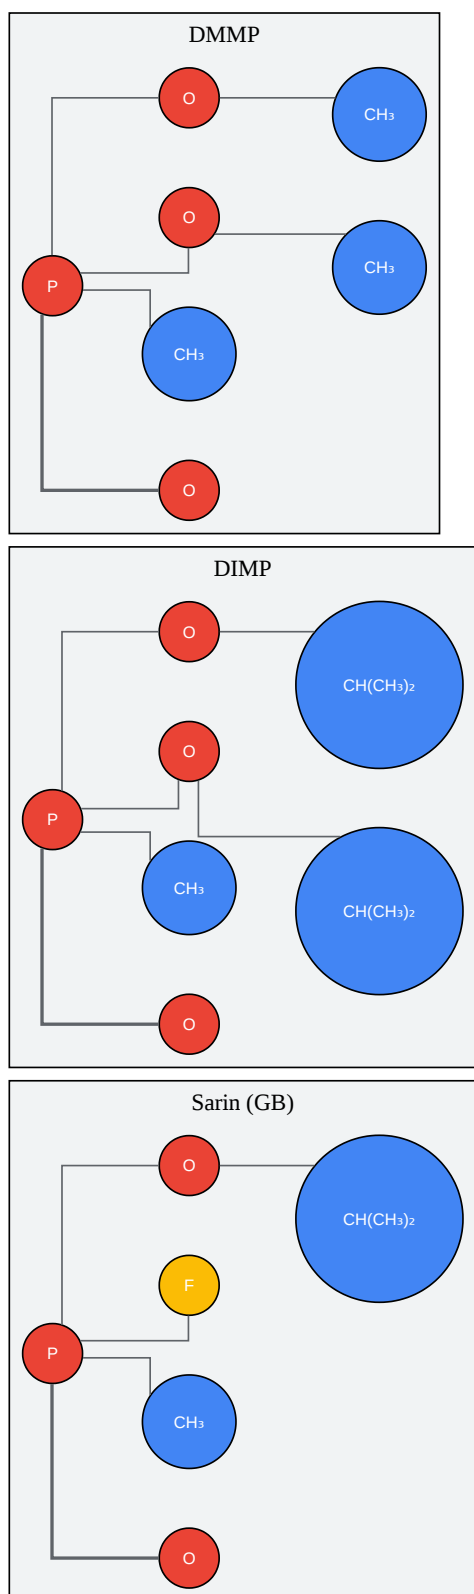 DMMP
O
CH₃
O
CH₃
P
CH₃
O
DIMP
O
CH(CH₃)₂
O
P
CH₃
CH(CH₃)₂
O
Sarin (GB)
O
CH(CH₃)₂
F
P
CH₃
O